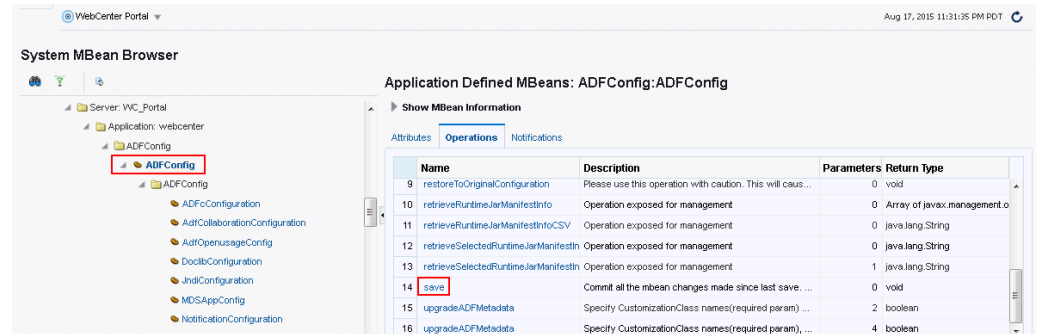 WebCenter Portal
Aug 17, 2015 11:31:35 PM PDT
System MBean Browser
Server: WC_Portal
Application: webcenter
ADFConfig
ADFConfig
ADFConfig
ADFcConfiguration
AdfCollaborationConfiguration
AdfOpenusageConfig
DoclibConfiguration
JndiConfiguration
MDSAppConfig
NotificationConfiguration
Application Defined MBeans: ADFConfig:ADFConfig
Show MBean Information
Attributes Operations Notifications
Name Description Parameters Return Type
9 restoreToOriginalConfiguration Please use this operation with caution. This will caus... 0 void
10 retrieveRuntimeJarManifestInfo Operation exposed for management 0 Array of javax.management.o
11 retrieveRuntimeJarManifestInfoCSV Operation exposed for management 0 java.lang.String
12 retrieveSelectedRuntimeJarManifestIn Operation exposed for management 0 java.lang.String
13 retrieveSelectedRuntimeJarManifestIn Operation exposed for management 1 java.lang.String
14 save Commit all the mbean changes made since last save. ... 0 void
15 upgradeADFMetadata Specify CustomizationClass names(required param) ... 2 boolean
16 upgradeADFMetadata Specify CustomizationClass names(required param), ... 4 boolean